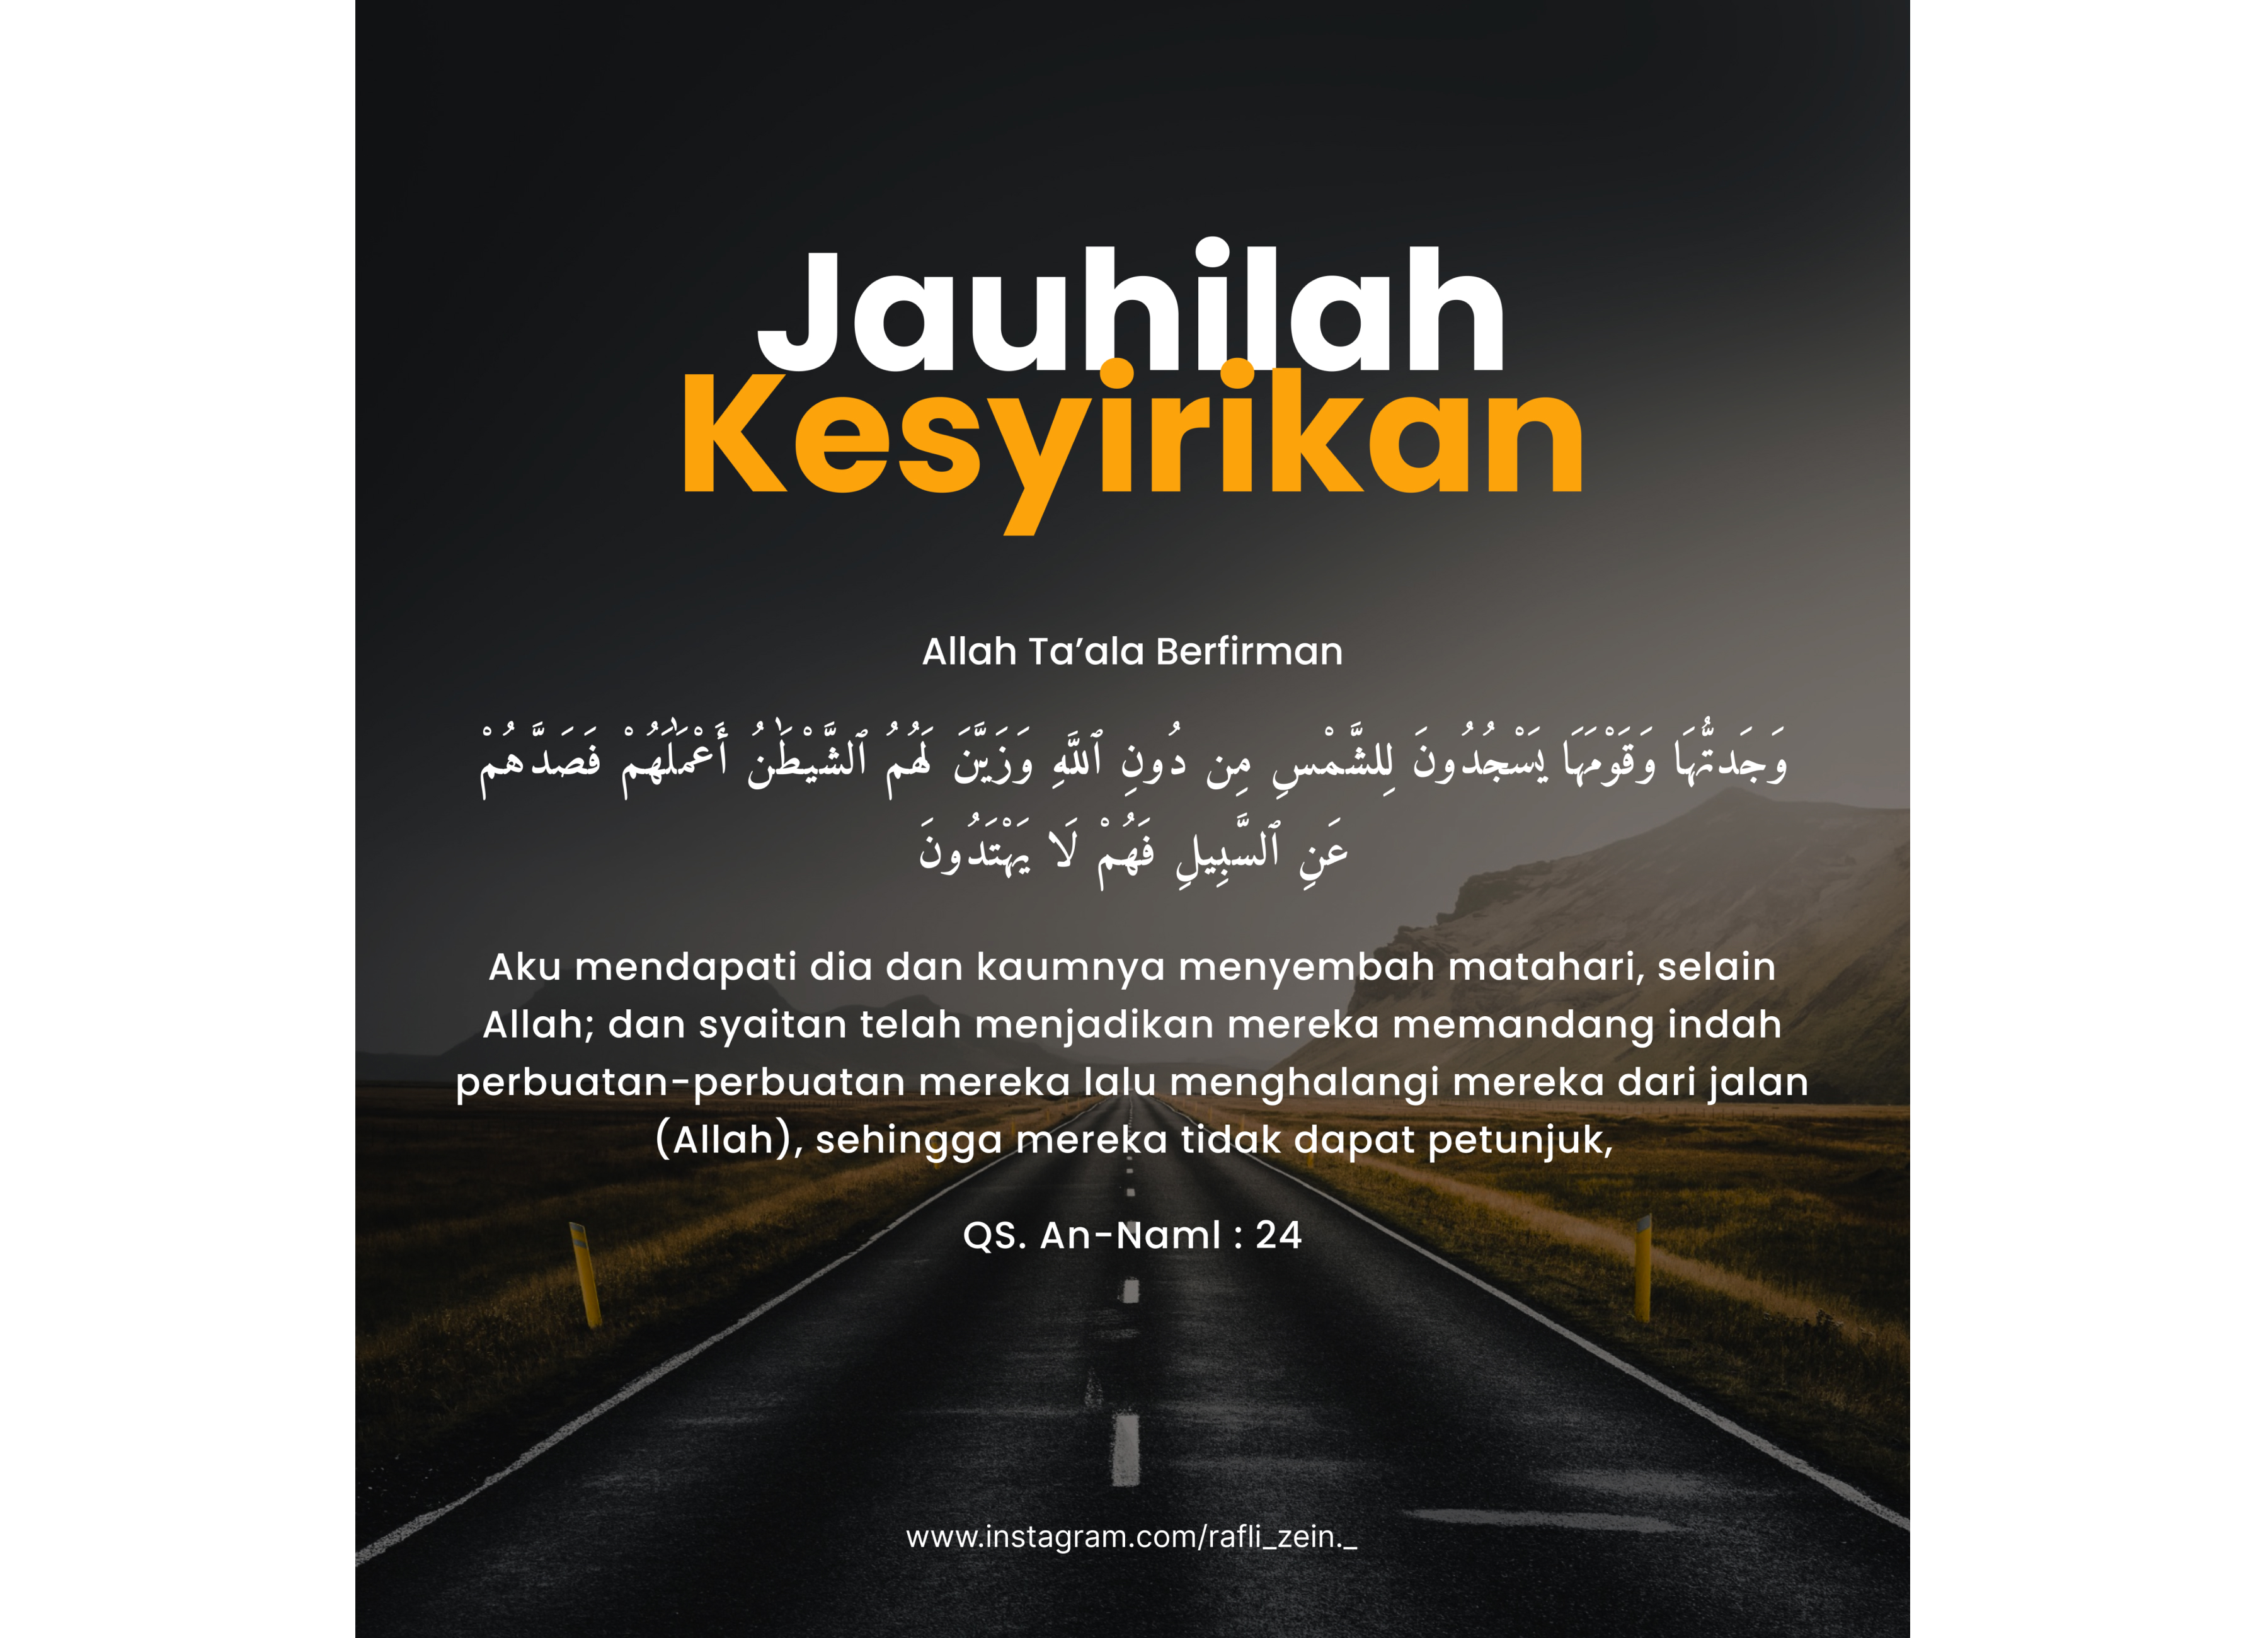 Jauhilah
Kesyirikan
Allah Ta’ala Berfirman
وَجَدتُّهَا وَقَوْمَهَا يَسْجُدُونَ لِلشَّمْسِ مِن دُونِ ٱللَّهِ وَزَيَّنَ لَهُمُ ٱلشَّيْطَٰنُ أَعْمَٰلَهُمْ فَصَدَّهُمْ
عَنِ ٱلسَّبِيلِ فَهُمْ لَا يَهْتَدُونَ
Aku mendapati dia dan kaumnya menyembah matahari, selain
Allah; dan syaitan telah menjadikan mereka memandang indah
perbuatan-perbuatan mereka lalu menghalangi mereka dari jalan
(Allah), sehingga mereka tidak dapat petunjuk,
QS. An-Naml : 24
www.instagram.com/rafli_zein._